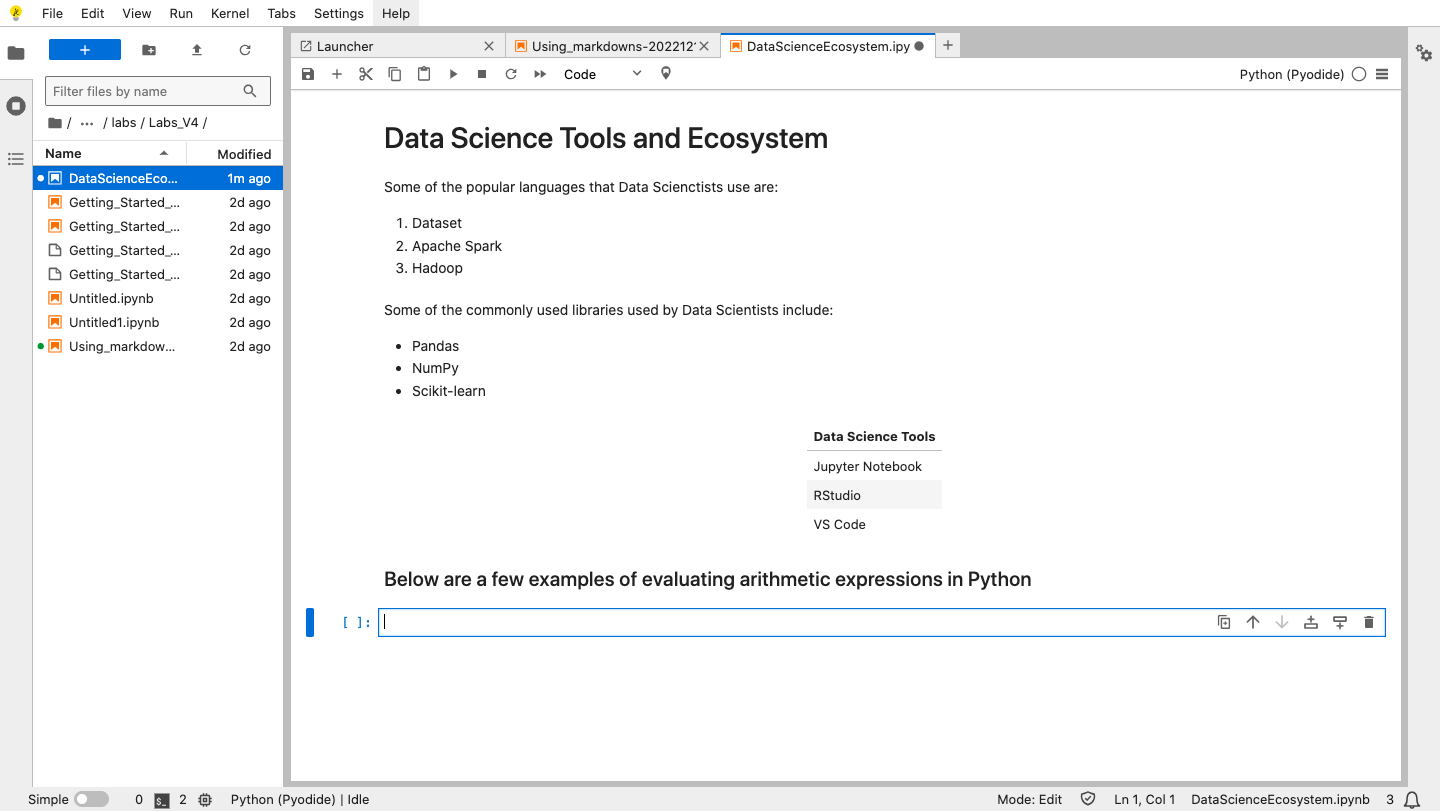 File Edit View Run Kernel Tabs Settings Help
+
Filter files by name
/ ··· / labs / Labs_V4 /
Name Modified
DataScienceEco... 1m ago
Getting_Started_... 2d ago
Getting_Started_... 2d ago
Getting_Started_... 2d ago
Getting_Started_... 2d ago
Untitled.ipynb 2d ago
Untitled1.ipynb 2d ago
Using_markdow... 2d ago
Launcher Using_markdowns-202212 DataScienceEcosystem.ipy
Code Python (Pyodide)
Data Science Tools and Ecosystem
Some of the popular languages that Data Scienctists use are:
1. Dataset
2. Apache Spark
3. Hadoop
Some of the commonly used libraries used by Data Scientists include:
• Pandas
• NumPy
• Scikit-learn
Data Science Tools
Jupyter Notebook
RStudio
VS Code
Below are a few examples of evaluating arithmetic expressions in Python
[ ]:
Simple 0 $_ 2 Python (Pyodide) | Idle Mode: Edit Ln 1, Col 1 DataScienceEcosystem.ipynb 3